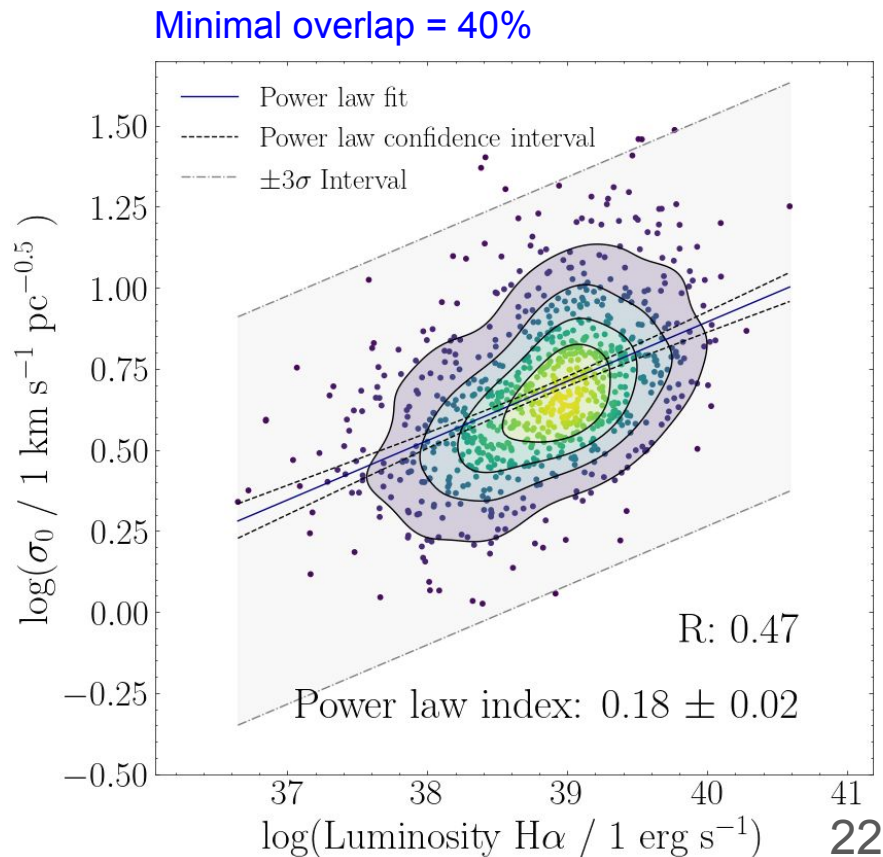 Minimal overlap = 40%
Power law fit
Power law confidence interval
±3σ Interval
1.50
1.25
1.00
0.75
0.50
0.25
0.00
−0.25
−0.50
log(σ₀ / 1 km s⁻¹ pc⁻⁰·⁵ )
R: 0.47
Power law index: 0.18 ± 0.02
37 38 39 40 41
log(Luminosity Hα / 1 erg s⁻¹)
22